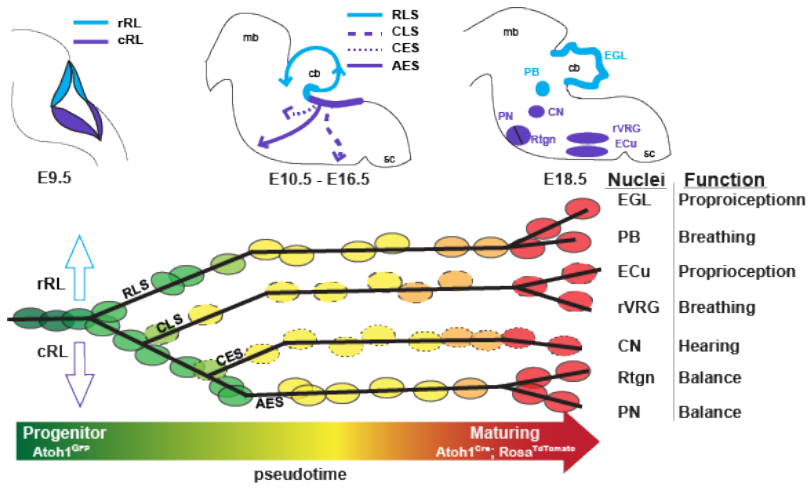 rRL
cRL
E9.5
RLS
CLS
CES
AES
mb
cb
sc
E10.5 - E16.5
mb
cb
EGL
PB
CN
PN
Rtgn
rVRG
ECu
sc
E18.5
Nuclei Function
EGL Proproiceptionn
PB Breathing
ECu Proprioception
rVRG Breathing
CN Hearing
Rtgn Balance
PN Balance
rRL
cRL
RLS
CLS
CES
AES
Progenitor
Atoh1GFP
Maturing
Atoh1Cre; RosaTdTomato
pseudotime